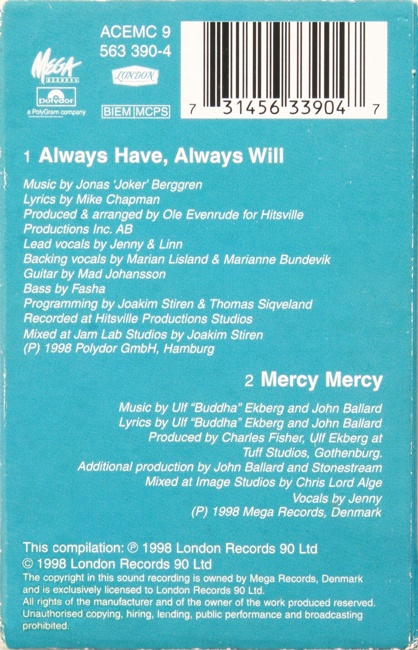 ACEMC 9
563 390-4
MEGA
RECORDS
LONDON
Polydor
a PolyGram company
BIEM MCPS
7 31456 33904 7
1 Always Have, Always Will
Music by Jonas 'Joker' Berggren
Lyrics by Mike Chapman
Produced & arranged by Ole Evenrude for Hitsville
Productions Inc. AB
Lead vocals by Jenny & Linn
Backing vocals by Marian Lisland & Marianne Bundevik
Guitar by Mad Johansson
Bass by Fasha
Programming by Joakim Stiren & Thomas Siqveland
Recorded at Hitsville Productions Studios
Mixed at Jam Lab Studios by Joakim Stiren
(P) 1998 Polydor GmbH, Hamburg
2 Mercy Mercy
Music by Ulf "Buddha" Ekberg and John Ballard
Lyrics by Ulf "Buddha" Ekberg and John Ballard
Produced by Charles Fisher, Ulf Ekberg at
Tuff Studios, Gothenburg.
Additional production by John Ballard and Stonestream
Mixed at Image Studios by Chris Lord Alge
Vocals by Jenny
(P) 1998 Mega Records, Denmark
This compilation: ℗ 1998 London Records 90 Ltd
© 1998 London Records 90 Ltd
The copyright in this sound recording is owned by Mega Records, Denmark
and is exclusively licensed to London Records 90 Ltd.
All rights of the manufacturer and of the owner of the work produced reserved.
Unauthorised copying, hiring, lending, public performance and broadcasting
prohibited.